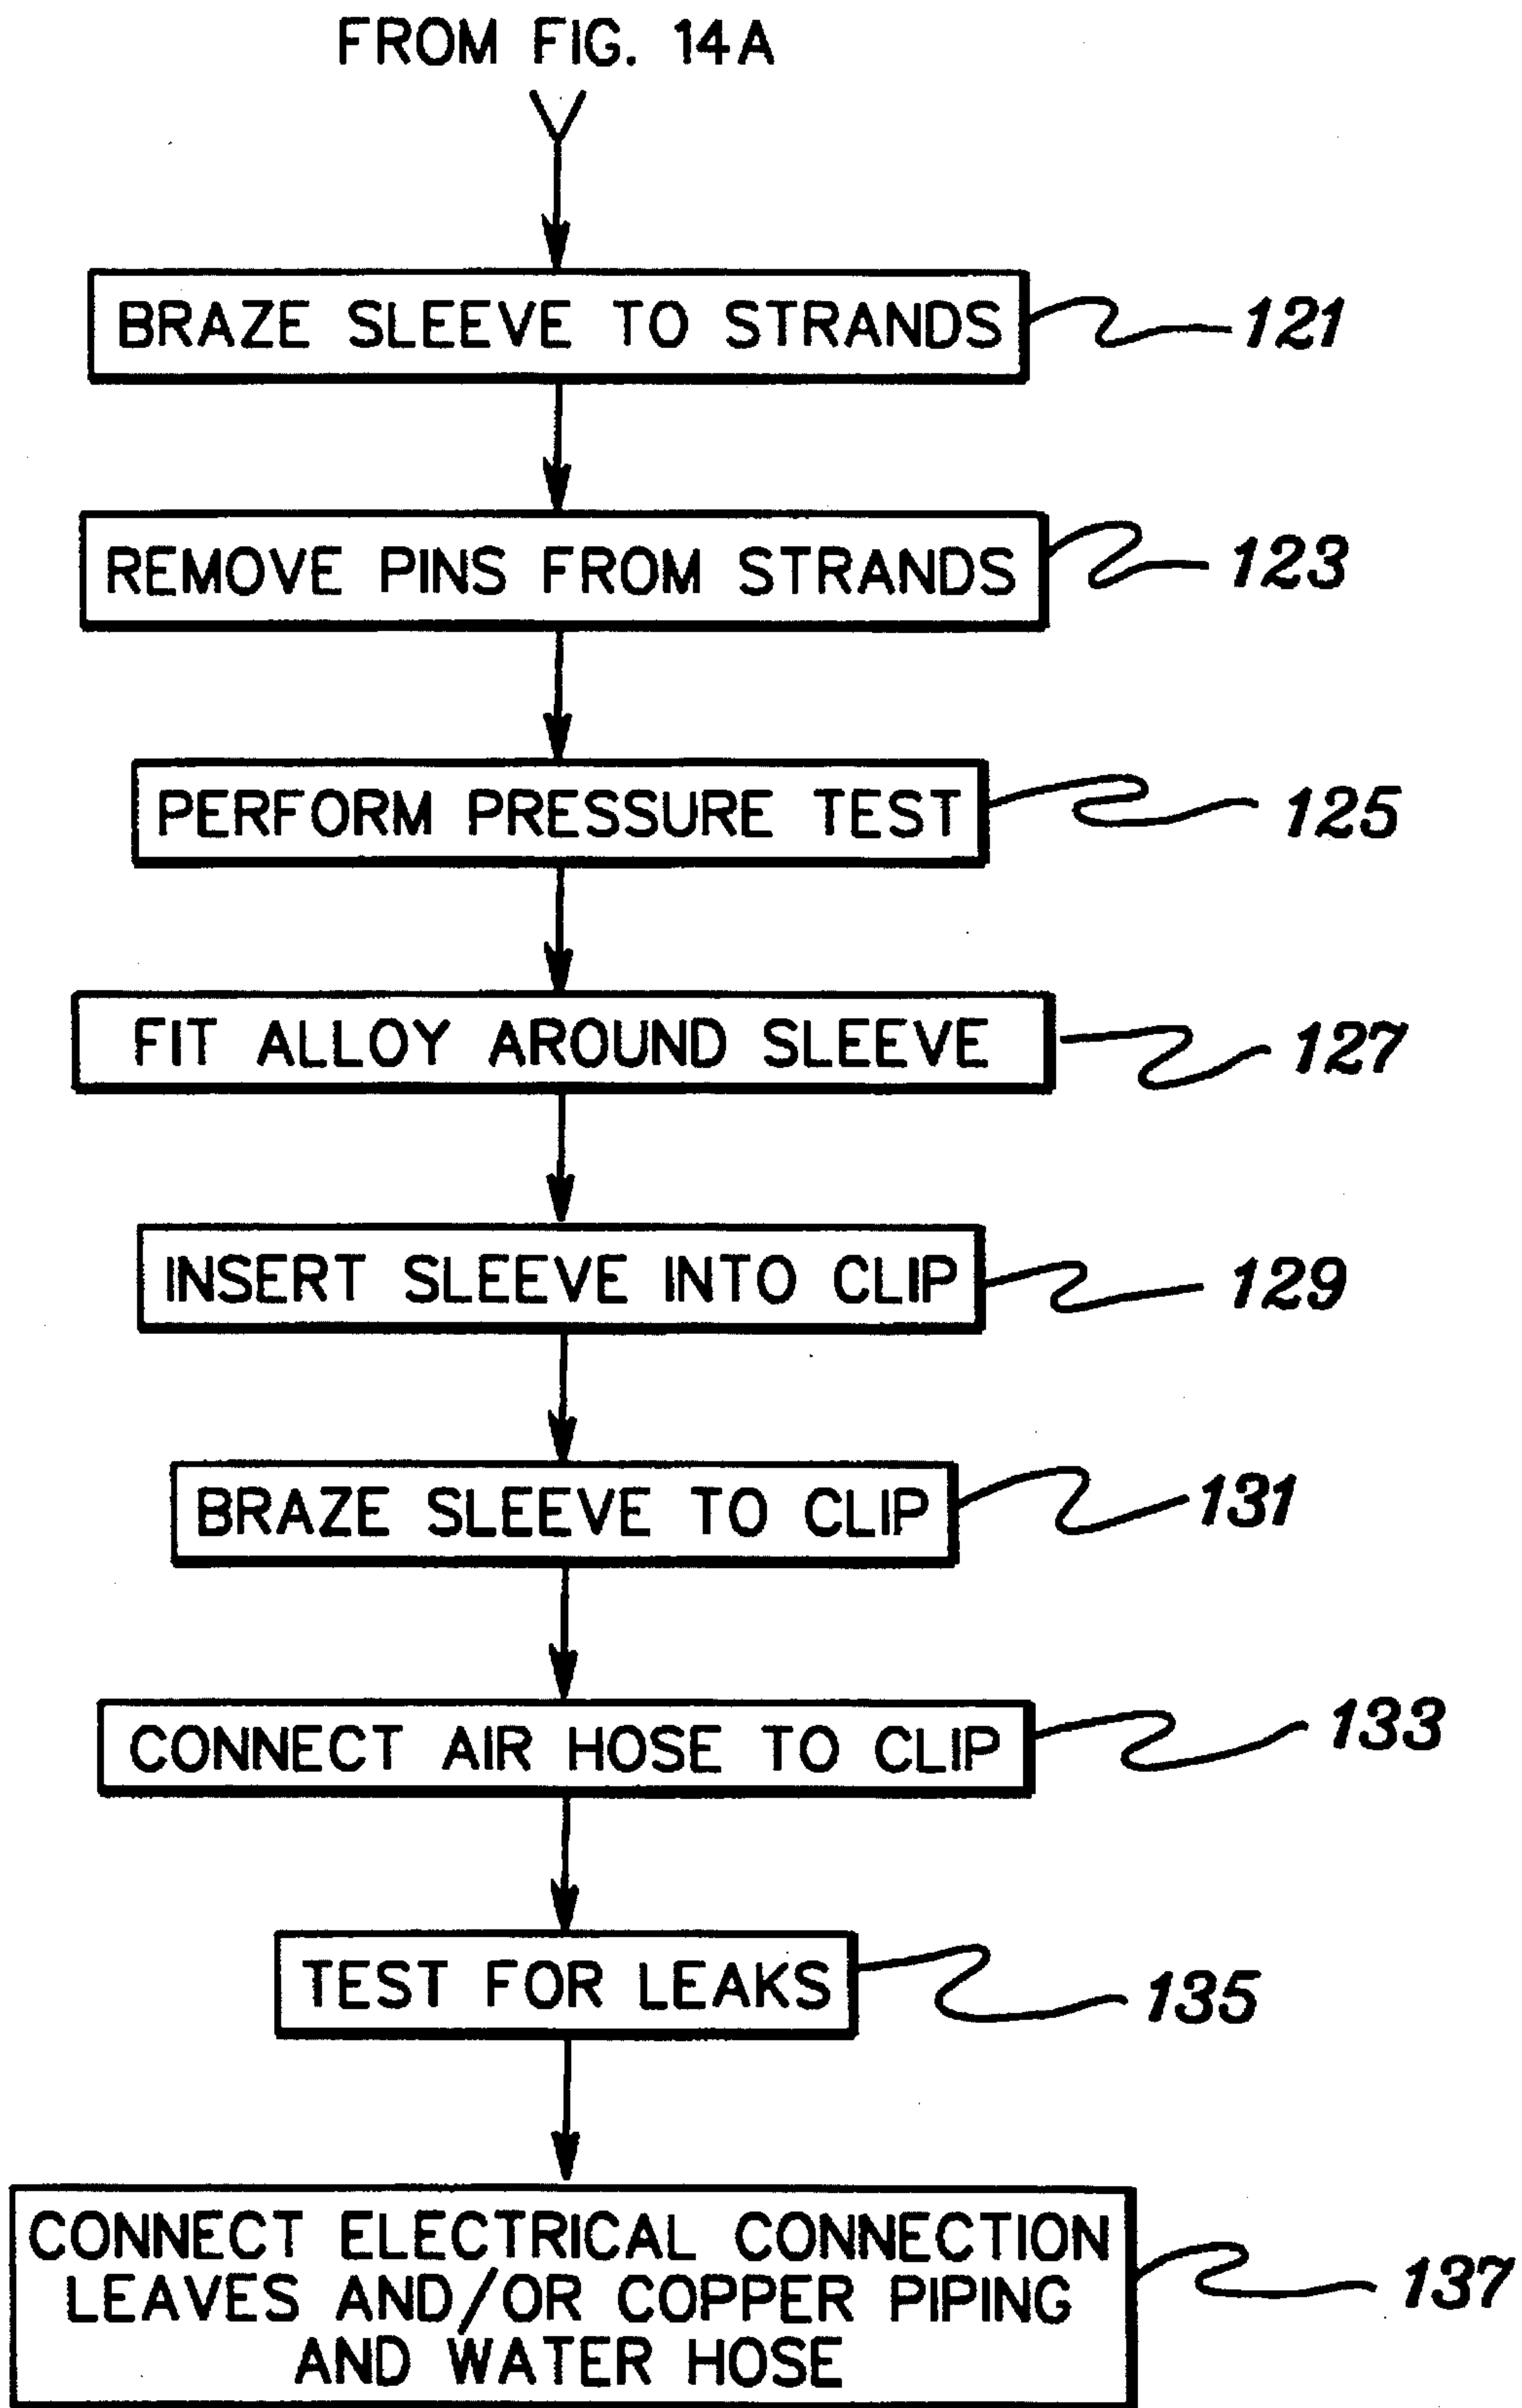 FROM FIG. 14A
BRAZE SLEEVE TO STRANDS
121
REMOVE PINS FROM STRANDS
123
PERFORM PRESSURE TEST
125
FIT ALLOY AROUND SLEEVE
127
INSERT SLEEVE INTO CLIP
129
BRAZE SLEEVE TO CLIP
131
CONNECT AIR HOSE TO CLIP
133
TEST FOR LEAKS
135
CONNECT ELECTRICAL CONNECTION
LEAVES AND/OR COPPER PIPING
AND WATER HOSE
137